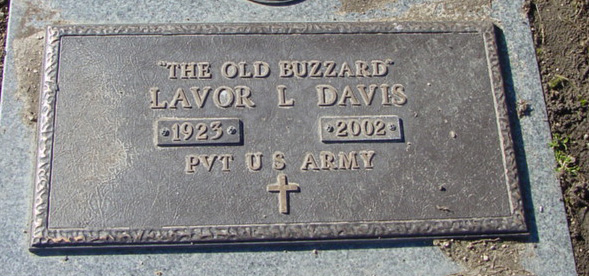 "THE OLD BUZZARD"
LAVOR L DAVIS
1923 2002
PVT U S ARMY